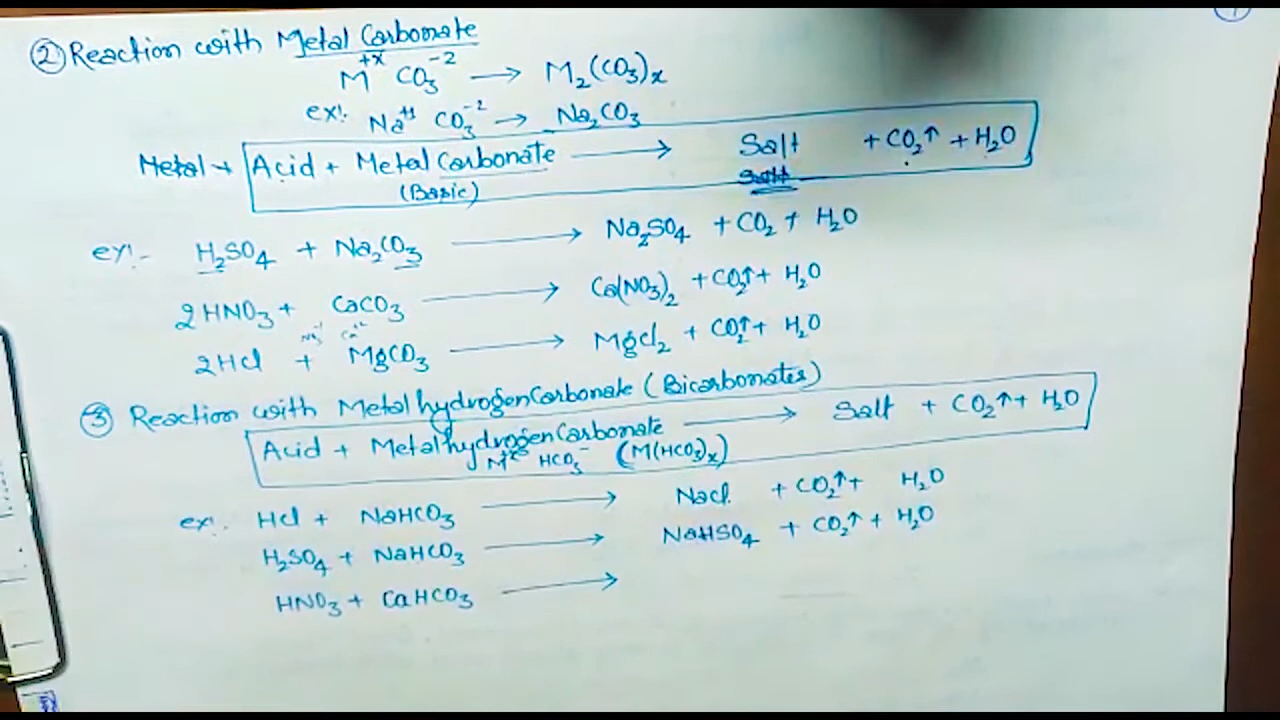 ② Reaction with Metal Carbonate
M⁺ˣ CO₃⁻² → M₂(CO₃)ₓ
ex:- Na⁺¹ CO₃⁻² → Na₂CO₃
Metal + Acid + Metal Carbonate → Salt + CO₂↑ + H₂O
(Basic) Salt
ex:- H₂SO₄ + Na₂CO₃ → Na₂SO₄ + CO₂ + H₂O
2HNO₃ + CaCO₃ → Ca(NO₃)₂ + CO₂↑ + H₂O
2HCl + MgCO₃ → MgCl₂ + CO₂↑ + H₂O
③ Reaction with Metal hydrogen Carbonate (Bicarbonates)
Acid + Metal hydrogen Carbonate → Salt + CO₂↑ + H₂O
M⁺ˣ HCO₃⁻ (M(HCO₃)ₓ)
ex:- HCl + NaHCO₃ → NaCl + CO₂↑ + H₂O
H₂SO₄ + NaHCO₃ → NaHSO₄ + CO₂↑ + H₂O
HNO₃ + CaHCO₃ →